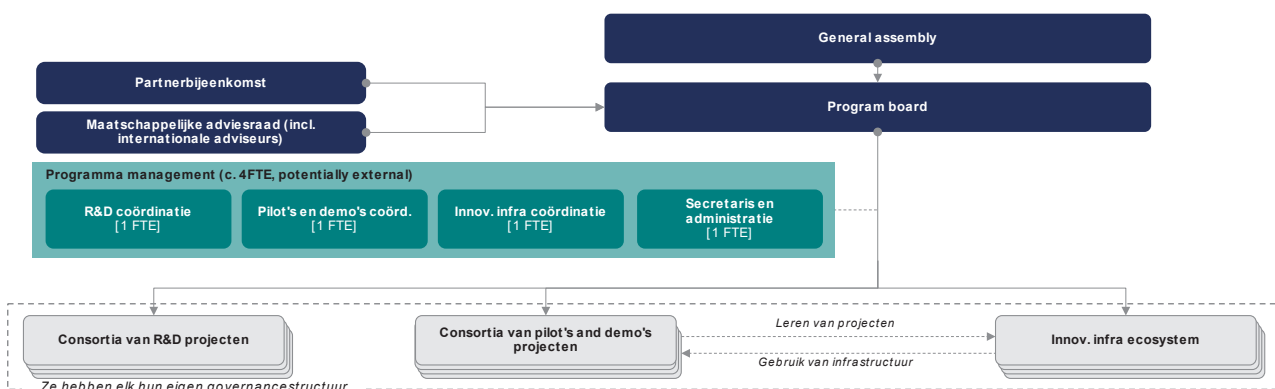 General assembly
Partnerbijeenkomst
Program board
Maatschappelijke adviesraad (incl.
internationale adviseurs)
Programma management (c. 4FTE, potentially external)
R&D coördinatie
[1 FTE]
Pilot's en demo's coörd.
[1 FTE]
Innov. infra coördinatie
[1 FTE]
Secretaris en
administratie
[1 FTE]
Consortia van R&D projecten
Consortia van pilot's and demo's
projecten
Leren van projecten
Gebruik van infrastructuur
Innov. infra ecosystem
Ze hebben elk hun eigen governancestructuur